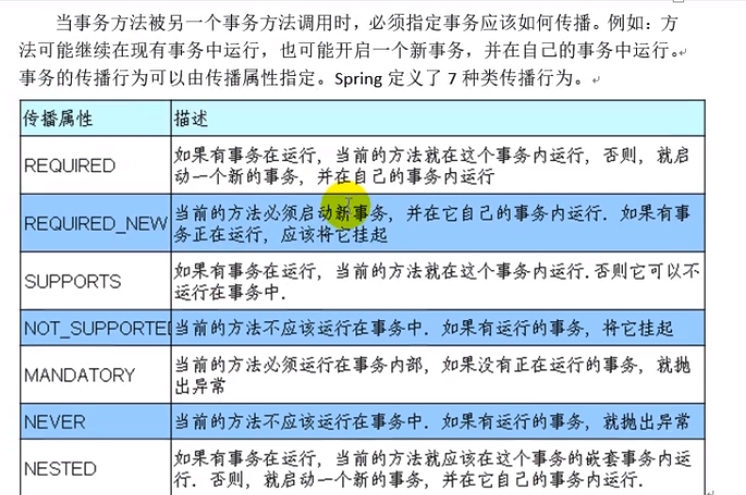 当事务方法被另一个事务方法调用时，必须指定事务应该如何传播。例如：方
法可能继续在现有事务中运行，也可能开启一个新事务，并在自己的事务中运行。
事务的传播行为可以由传播属性指定。Spring 定义了 7 种类传播行为。
传播属性 描述
REQUIRED
如果有事务在运行，当前的方法就在这个事务内运行，否则，就启
动一个新的事务，并在自己的事务内运行
REQUIRED_NEW
当前的方法必须启动新事务，并在它自己的事务内运行．如果有事
务正在运行，应该将它挂起
SUPPORTS
如果有事务在运行，当前的方法就在这个事务内运行．否则它可以不
运行在事务中．
NOT_SUPPORTED 当前的方法不应该运行在事务中．如果有运行的事务，将它挂起
MANDATORY
当前的方法必须运行在事务内部，如果没有正在运行的事务，就抛
出异常
NEVER 当前的方法不应该运行在事务中．如果有运行的事务，就抛出异常
NESTED
如果有事务在运行，当前的方法就应该在这个事务的嵌套事务内运
行．否则，就启动一个新的事务，并在它自己的事务内运行．